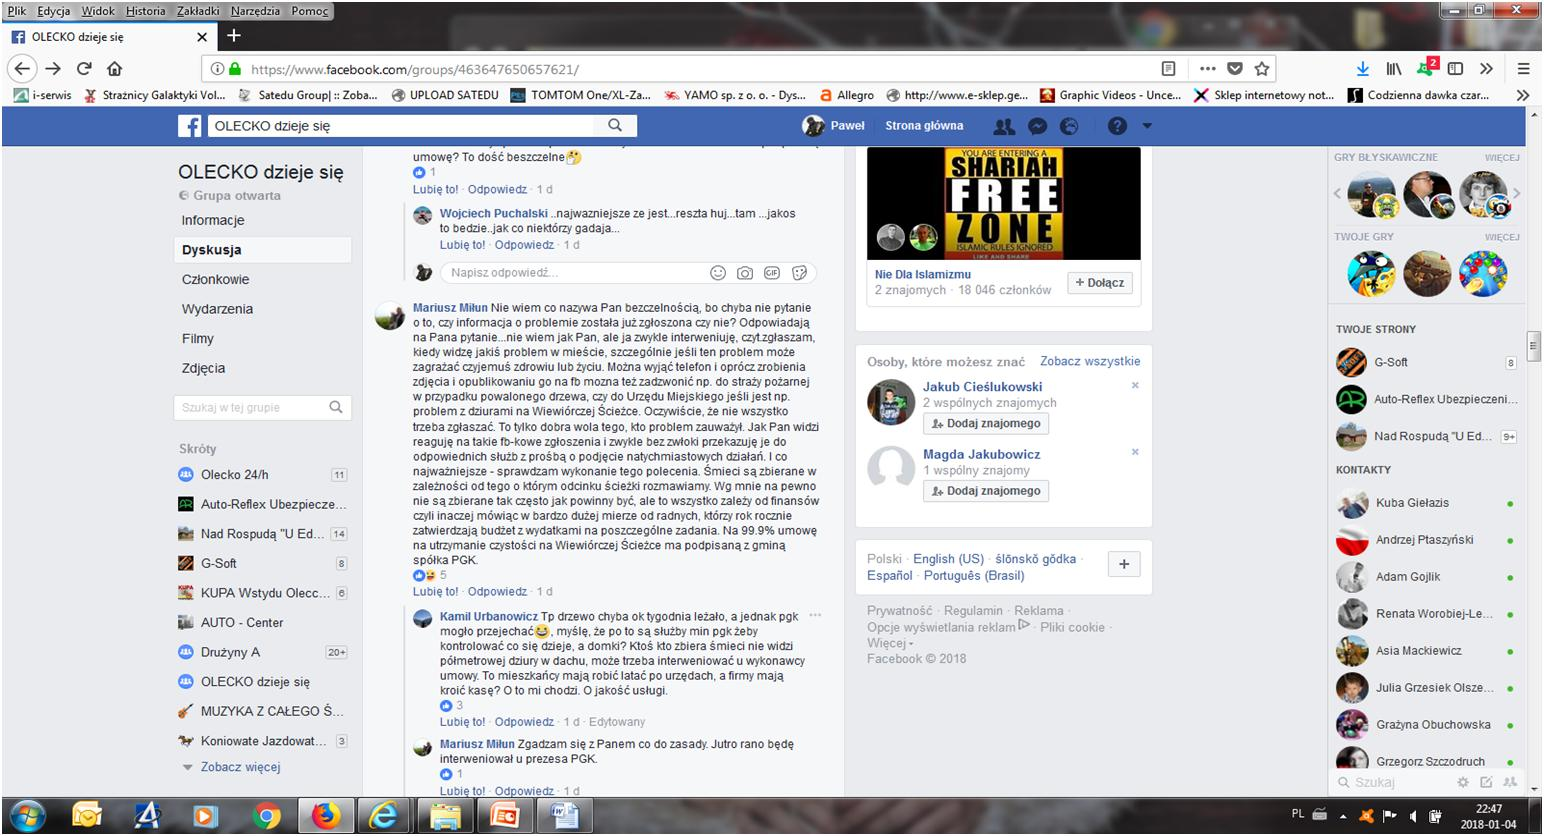 Plik Edycja Widok Historia Zakładki Narzędzia Pomoc
OLECKO dzieje się
https://www.facebook.com/groups/463647650657621/
2
i-serwis
Strażnicy Galaktyki Vol...
Satedu Group| :: Zoba...
UPLOAD SATEDU
TOMTOM One/XL-Za...
YAMO sp. z o. o. - Dys...
Allegro
http://www.e-sklep.ge...
Graphic Videos - Unce...
Sklep internetowy not...
Codzienna dawka czar...
OLECKO dzieje się
Paweł
Strona główna
OLECKO dzieje się
Grupa otwarta
Informacje
Dyskusja
Członkowie
Wydarzenia
Filmy
Zdjęcia
Szukaj w tej grupie
Skróty
Olecko 24/h 11
Auto-Reflex Ubezpiecze...
Nad Rospudą "U Ed... 14
G-Soft 8
KUPA Wstydu Olecc... 6
AUTO - Center
Drużyny A 20+
OLECKO dzieje się
MUZYKA Z CAŁEGO Ś...
Koniowate Jazdowat... 3
Zobacz więcej
umowę? To dość beszczelne🤔
1
Lubię to! · Odpowiedz · 1 d
Wojciech Puchalski ..najwazniejsze ze jest...reszta huj...tam ...jakos
to bedzie..jak co niektórzy gadaja...
Lubię to! · Odpowiedz · 1 d
Napisz odpowiedź...
GIF
Mariusz Miłun Nie wiem co nazywa Pan bezczelnością, bo chyba nie pytanie
o to, czy informacja o problemie została już zgłoszona czy nie? Odpowiadają
na Pana pytanie...nie wiem jak Pan, ale ja zwykle interweniuję, czyt.zgłaszam,
kiedy widzę jakiś problem w mieście, szczególnie jeśli ten problem może
zagrażać czyjemuś zdrowiu lub życiu. Można wyjąć telefon i oprócz zrobienia
zdjęcia i opublikowaniu go na fb mozna też zadzwonić np. do straży pożarnej
w przypadku powalonego drzewa, czy do Urzędu Miejskiego jeśli jest np.
problem z dziurami na Wiewiórczej Ścieżce. Oczywiście, że nie wszystko
trzeba zgłaszać. To tylko dobra wola tego, kto problem zauważył. Jak Pan widzi
reaguję na takie fb-kowe zgłoszenia i zwykle bez zwłoki przekazuję je do
odpowiednich służb z prośbą o podjęcie natychmiastowych działań. I co
najważniejsze - sprawdzam wykonanie tego polecenia. Śmieci są zbierane w
zależności od tego o którym odcinku ścieżki rozmawiamy. Wg mnie na pewno
nie są zbierane tak często jak powinny być, ale to wszystko zależy od finansów
czyli inaczej mówiąc w bardzo dużej mierze od radnych, którzy rok rocznie
zatwierdzają budżet z wydatkami na poszczególne zadania. Na 99.9% umowę
na utrzymanie czystości na Wiewiórczej Ścieżce ma podpisaną z gminą
spółka PGK.
5
Lubię to! · Odpowiedz · 1 d
Kamil Urbanowicz Tp drzewo chyba ok tygodnia leżało, a jednak pgk
mogło przejechać😀, myślę, że po to są służby min pgk żeby
kontrolować co się dzieje, a domki? Ktoś kto zbiera śmieci nie widzi
półmetrowej dziury w dachu, może trzeba interweniować u wykonawcy
umowy. To mieszkańcy mają robić latać po urzędach, a firmy mają
kroić kasę? O to mi chodzi. O jakość usługi.
3
Lubię to! · Odpowiedz · 1 d · Edytowany
Mariusz Miłun Zgadzam się z Panem co do zasady. Jutro rano będę
interweniował u prezesa PGK.
1
Lubię to! · Odpowiedz · 1 d
YOU ARE ENTERING A
SHARIAH
FREE
ZONE
ISLAMIC RULES IGNORED
LIKE AND SHARE
Nie Dla Islamizmu
2 znajomych · 18 046 członków
+ Dołącz
Osoby, które możesz znać
Zobacz wszystkie
Jakub Cieślukowski
2 wspólnych znajomych
Dodaj znajomego
Magda Jakubowicz
1 wspólny znajomy
Dodaj znajomego
Polski · English (US) · ślōnskŏ gŏdka ·
Español · Português (Brasil)
Prywatność · Regulamin · Reklama ·
Opcje wyświetlania reklam · Pliki cookie ·
Więcej
Facebook © 2018
GRY BŁYSKAWICZNE WIĘCEJ
TWOJE GRY WIĘCEJ
TWOJE STRONY
G-Soft 8
Auto-Reflex Ubezpieczeni...
Nad Rospudą "U Ed... 9+
KONTAKTY
Kuba Giełazis
Andrzej Ptaszyński
Adam Gojlik
Renata Worobiej-Le...
Asia Mackiewicz
Julia Grzesiek Olsze...
Grażyna Obuchowska
Grzegorz Szczodruch
Szukaj
PL
22:47
2018-01-04